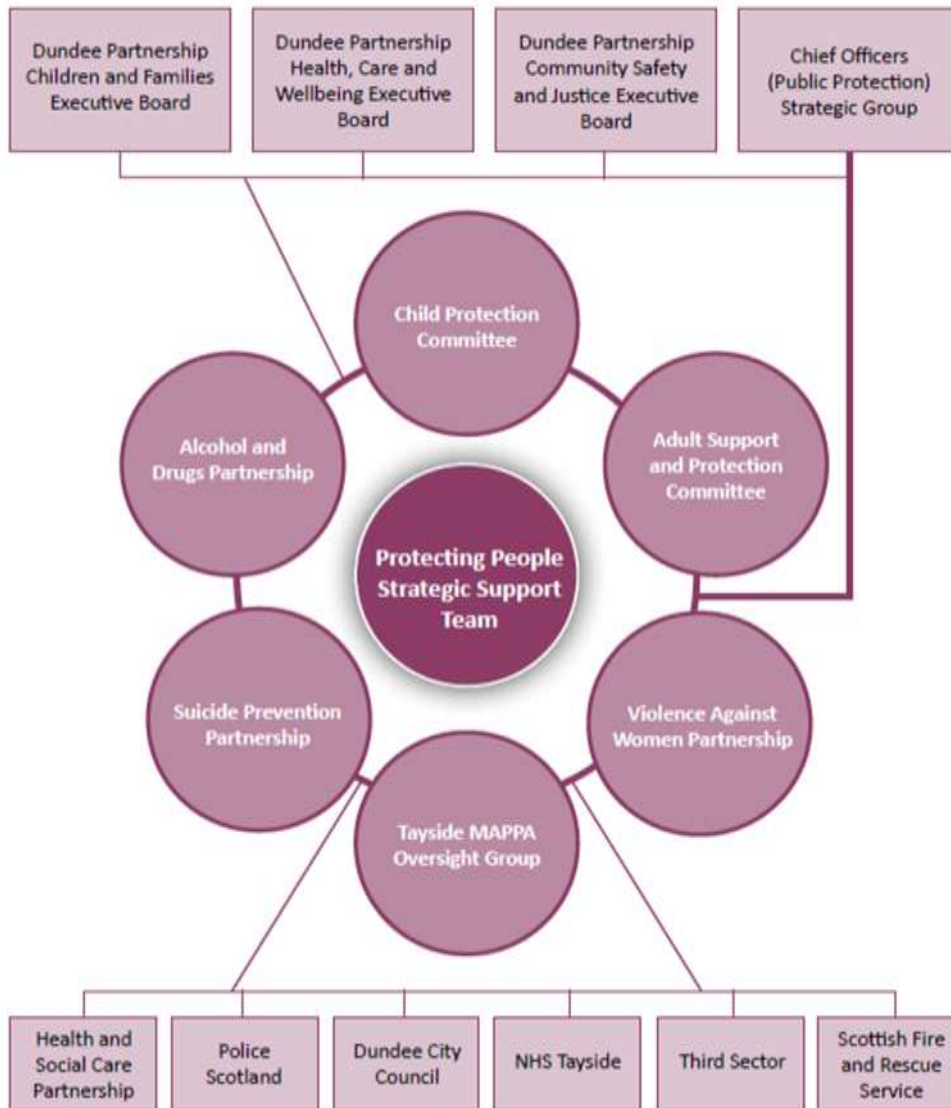 Dundee Partnership
Children and Families
Executive Board
Dundee Partnership
Health, Care and
Wellbeing Executive
Board
Dundee Partnership
Community Safety
and Justice Executive
Board
Chief Officers
(Public Protection)
Strategic Group
Child Protection
Committee
Alcohol and
Drugs Partnership
Adult Support
and Protection
Committee
Protecting People
Strategic Support
Team
Suicide Prevention
Partnership
Violence Against
Women Partnership
Tayside MAPPA
Oversight Group
Health and
Social Care
Partnership
Police
Scotland
Dundee City
Council
NHS Tayside
Third Sector
Scottish Fire
and Rescue
Service